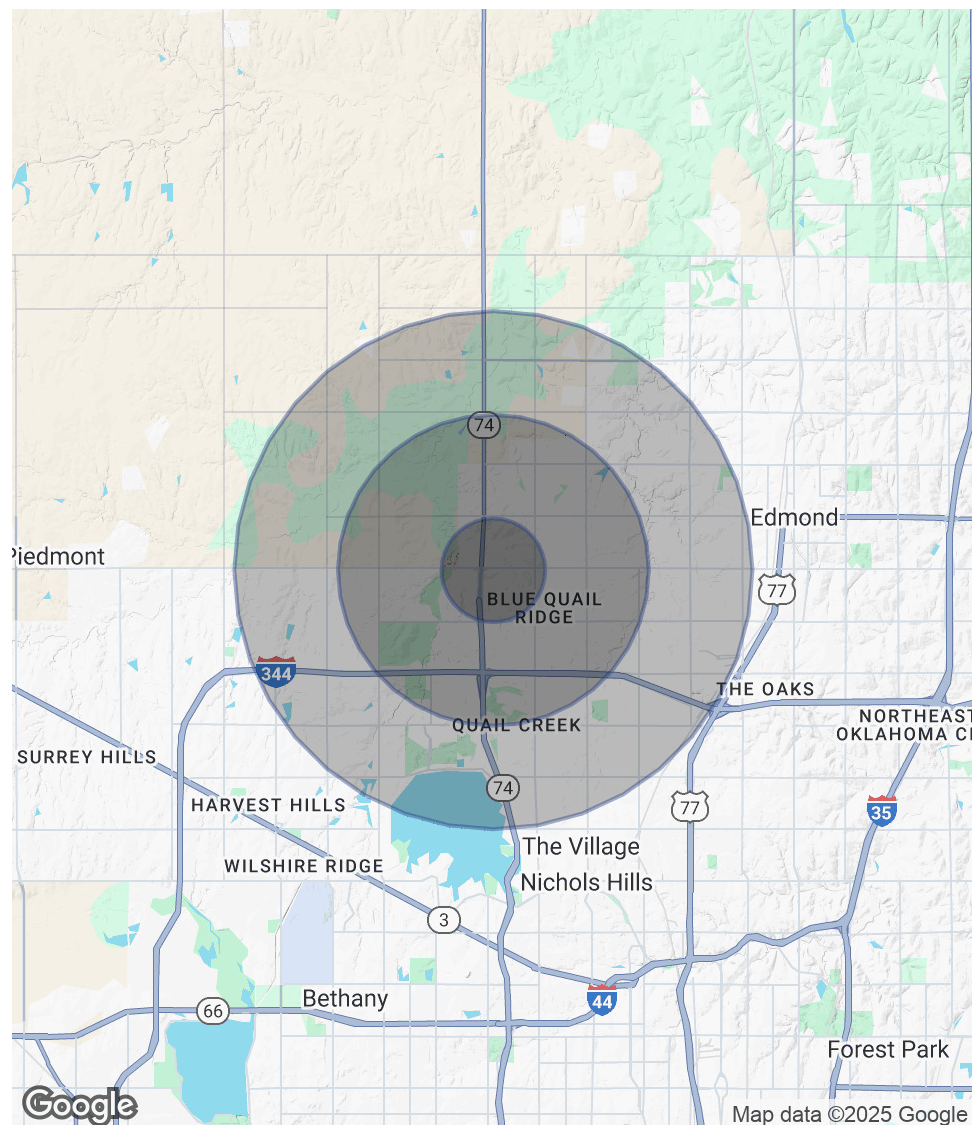 74
Edmond
Piedmont
77
BLUE QUAIL
RIDGE
344
THE OAKS
NORTHEAST
OKLAHOMA CI
QUAIL CREEK
SURREY HILLS
74
HARVEST HILLS
77
35
The Village
WILSHIRE RIDGE
Nichols Hills
3
Bethany
44
66
Forest Park
Google
Map data ©2025 Google